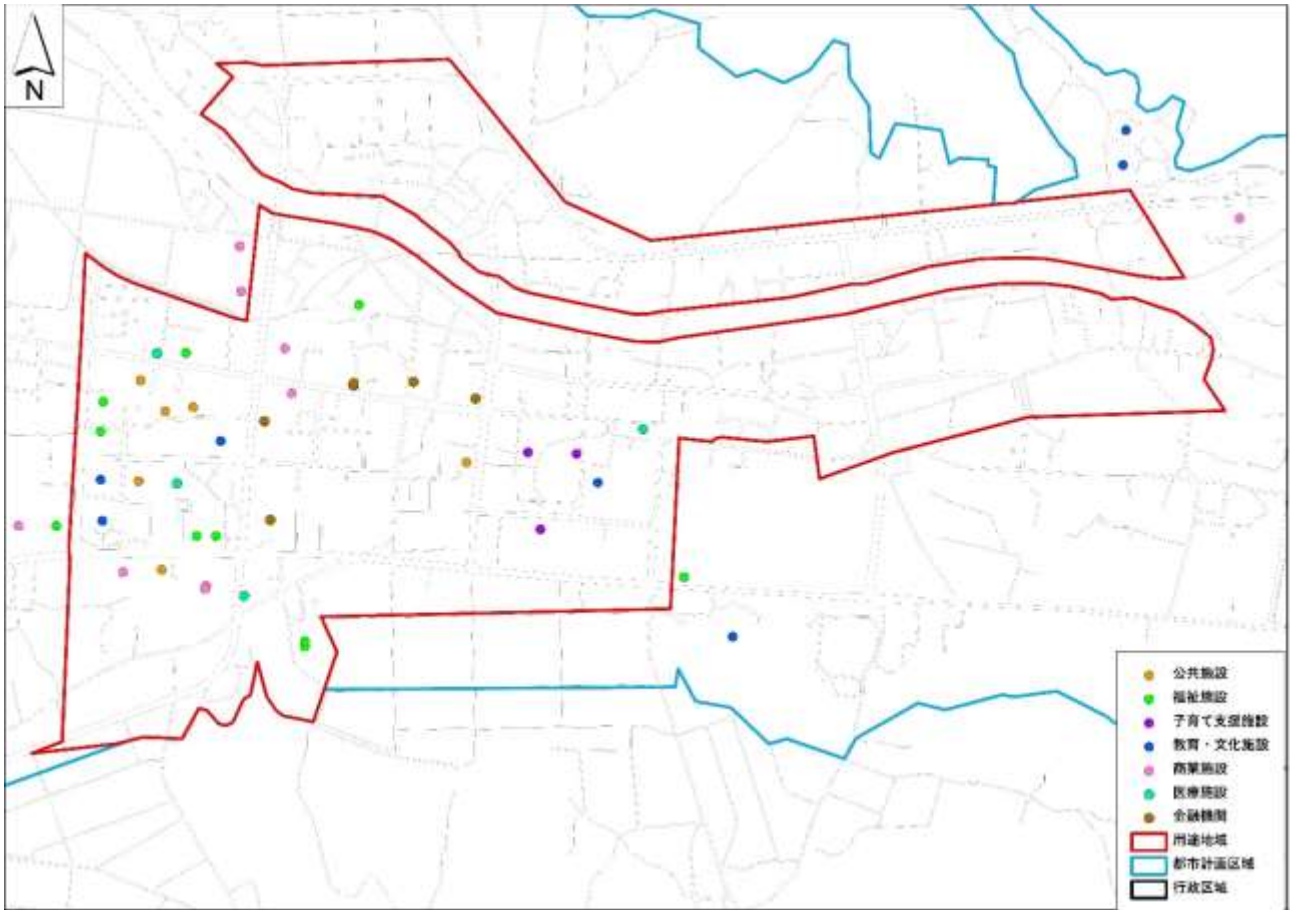 N
公共施設
福祉施設
子育て支援施設
教育・文化施設
商業施設
医療施設
金融機関
用途地域
都市計画区域
行政区域